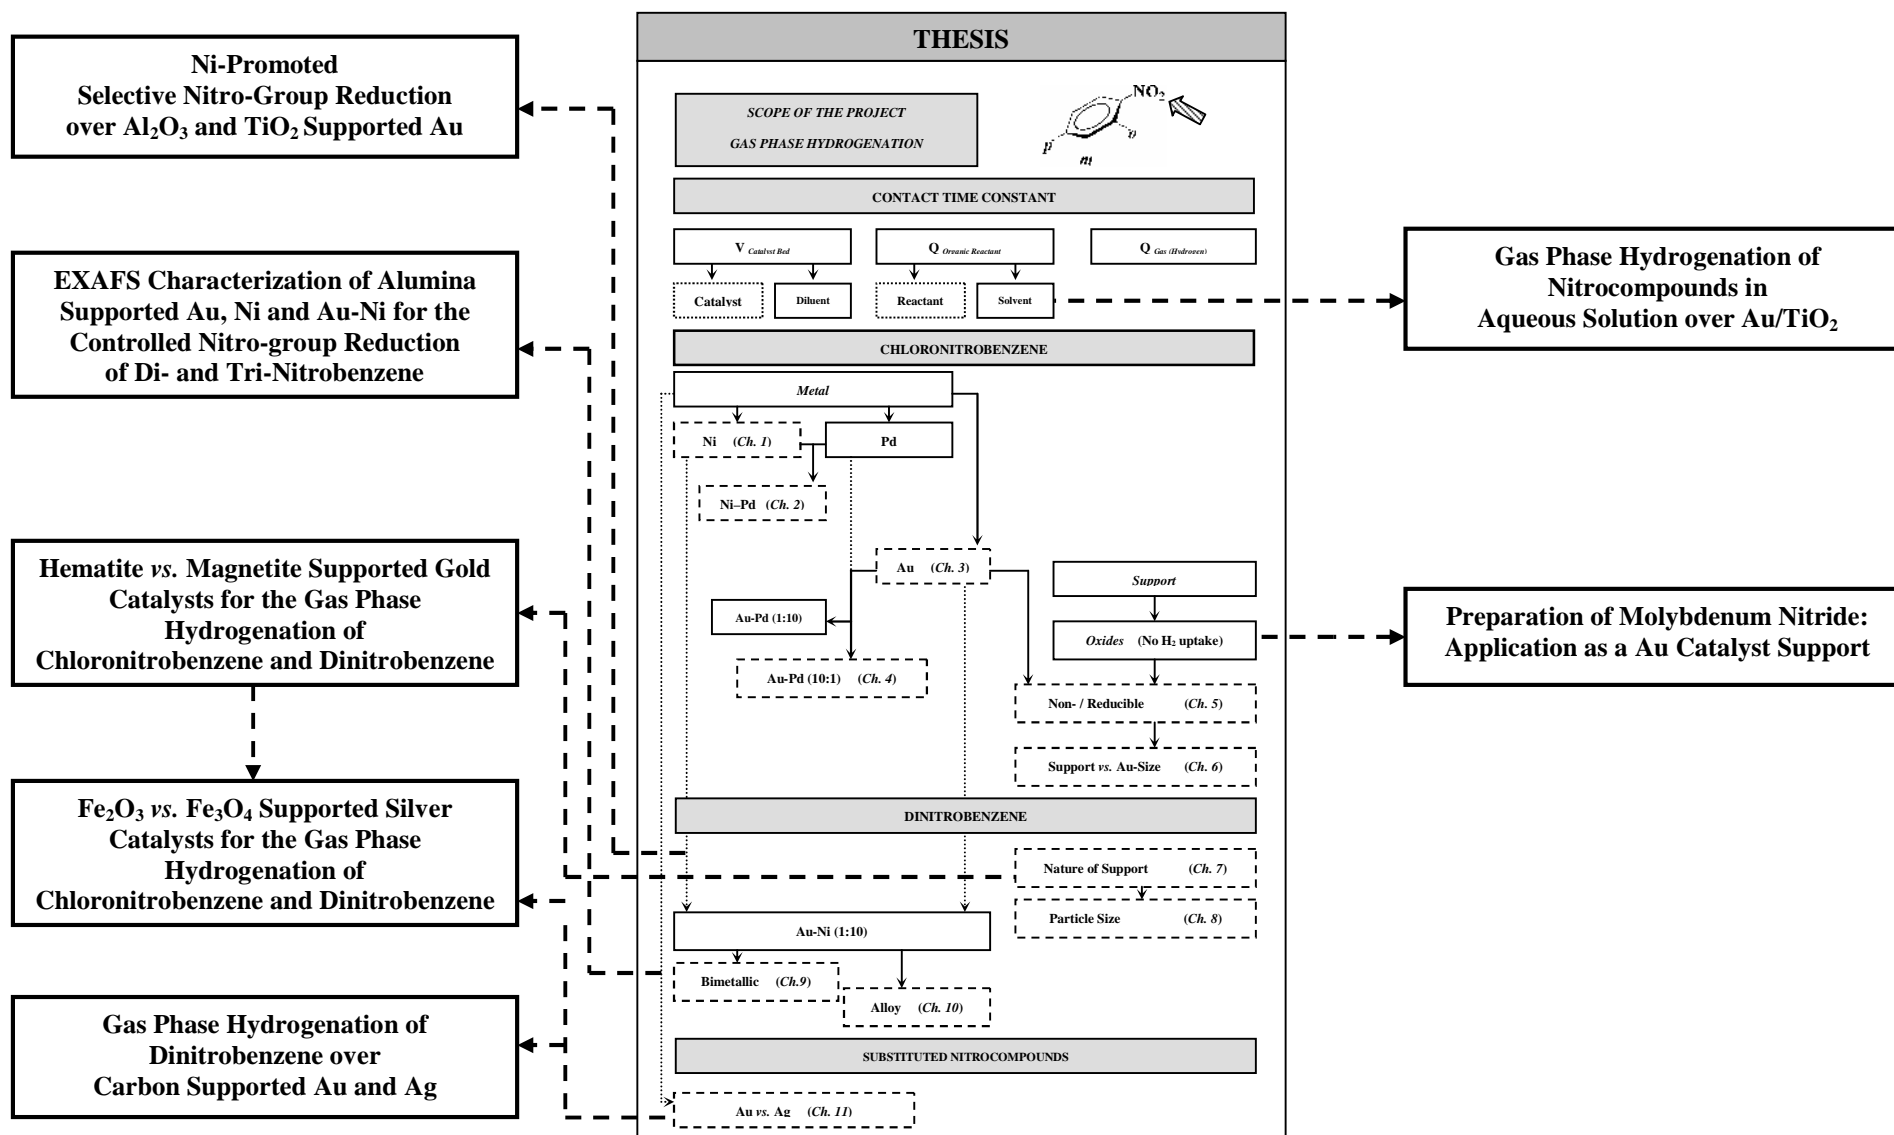 THESIS
Ni-Promoted
Selective Nitro-Group Reduction
over Al₂O₃ and TiO₂ Supported Au
EXAFS Characterization of Alumina
Supported Au, Ni and Au-Ni for the
Controlled Nitro-group Reduction
of Di- and Tri-Nitrobenzene
Hematite vs. Magnetite Supported Gold
Catalysts for the Gas Phase
Hydrogenation of
Chloronitrobenzene and Dinitrobenzene
Fe₂O₃ vs. Fe₃O₄ Supported Silver
Catalysts for the Gas Phase
Hydrogenation of
Chloronitrobenzene and Dinitrobenzene
Gas Phase Hydrogenation of
Dinitrobenzene over
Carbon Supported Au and Ag
SCOPE OF THE PROJECT
GAS PHASE HYDROGENATION
NO₂
o
m
p
CONTACT TIME CONSTANT
V Catalyst Bed
Q Organic Reactant
Q Gas (Hydrogen)
Catalyst
Diluent
Reactant
Solvent
CHLORONITROBENZENE
Metal
Ni (Ch. 1)
Pd
Ni–Pd (Ch. 2)
Au (Ch. 3)
Support
Au-Pd (1:10)
Oxides (No H₂ uptake)
Au-Pd (10:1) (Ch. 4)
Non- / Reducible (Ch. 5)
Support vs. Au-Size (Ch. 6)
DINITROBENZENE
Nature of Support (Ch. 7)
Particle Size (Ch. 8)
Au-Ni (1:10)
Bimetallic (Ch.9)
Alloy (Ch. 10)
SUBSTITUTED NITROCOMPOUNDS
Au vs. Ag (Ch. 11)
Gas Phase Hydrogenation of
Nitrocompounds in
Aqueous Solution over Au/TiO₂
Preparation of Molybdenum Nitride:
Application as a Au Catalyst Support